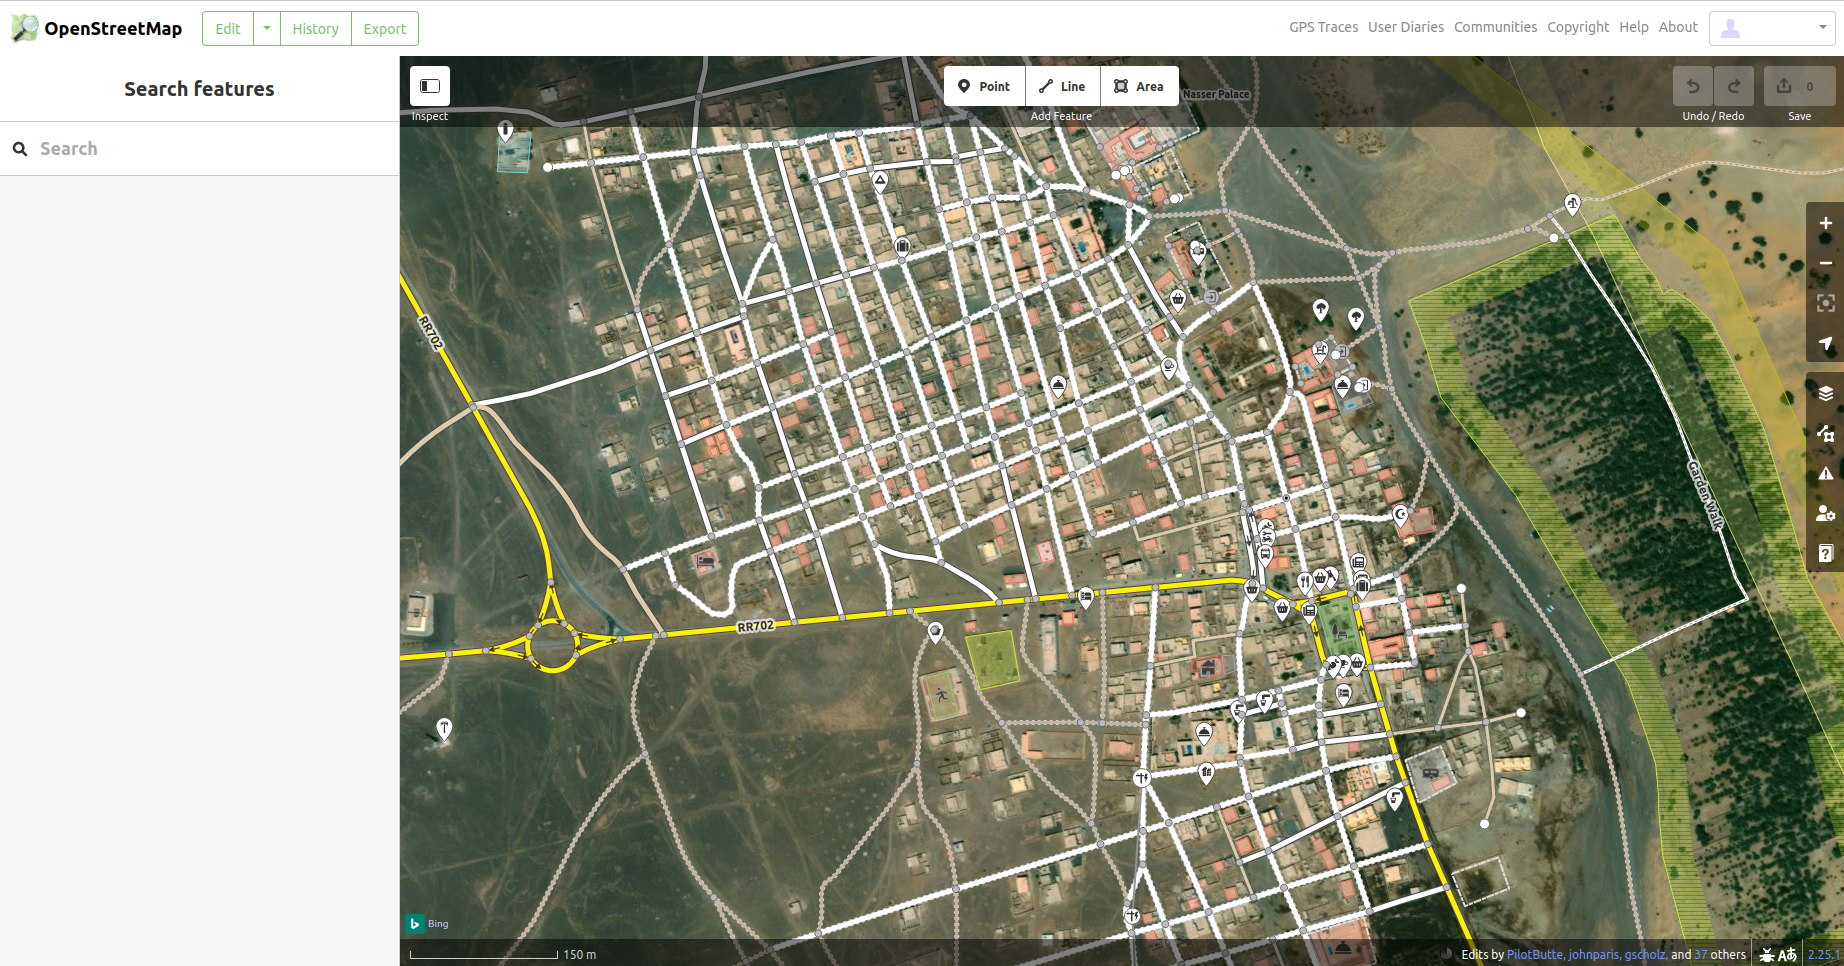 OpenStreetMap
Edit
History
Export
GPS Traces
User Diaries
Communities
Copyright
Help
About
Search features
Search
Inspect
Point
Line
Area
Add Feature
Undo / Redo
0
Save
Nasser Palace
RR702
Garden Walk
RR702
Bing
150 m
Edits by PilotButte, johnparis, gscholz, and 37 others
2.25.